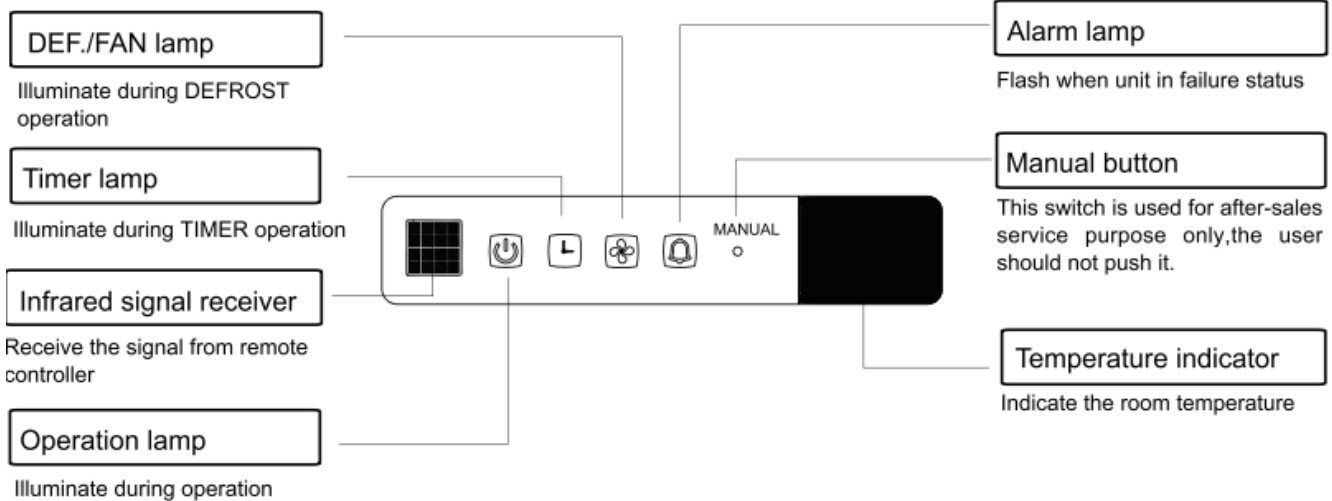 DEF./FAN lamp
Illuminate during DEFROST
operation
Timer lamp
Illuminate during TIMER operation
Infrared signal receiver
Receive the signal from remote
controller
Operation lamp
Illuminate during operation
MANUAL
Alarm lamp
Flash when unit in failure status
Manual button
This switch is used for after-sales
service purpose only,the user
should not push it.
Temperature indicator
Indicate the room temperature